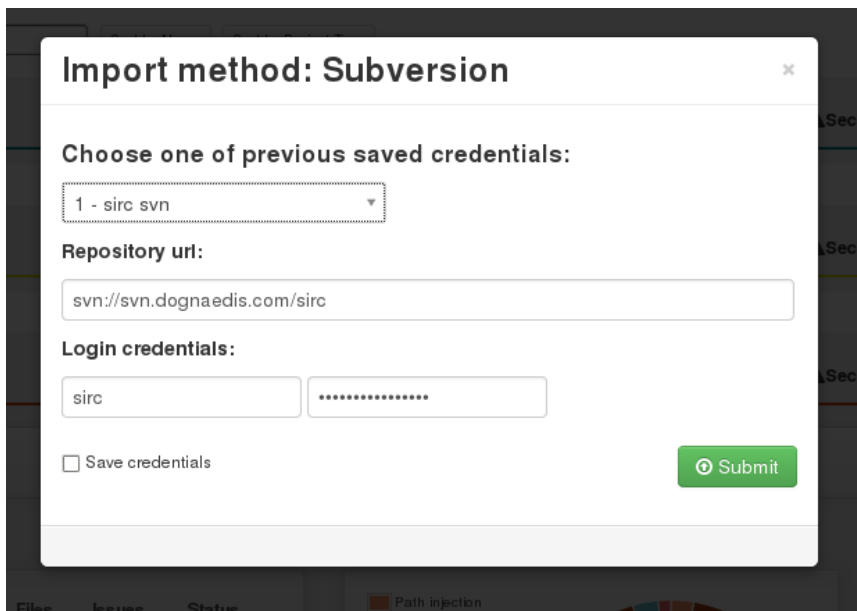 Import method: Subversion ×
Choose one of previous saved credentials:
1 - sirc svn
Repository url:
svn://svn.dognaedis.com/sirc
Login credentials:
sirc ••••••••••••••••
Save credentials
Submit
Sec
Sec
Sec
Files Issues Status
Path injection